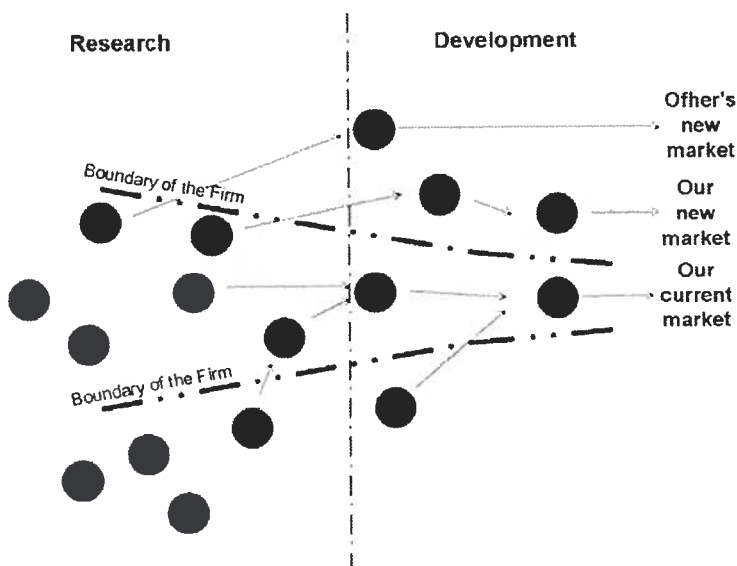 Research
Development
Ofher's
new
market
Boundary of the Firm
Our
new
market
Our
current
market
Boundary of the Firm